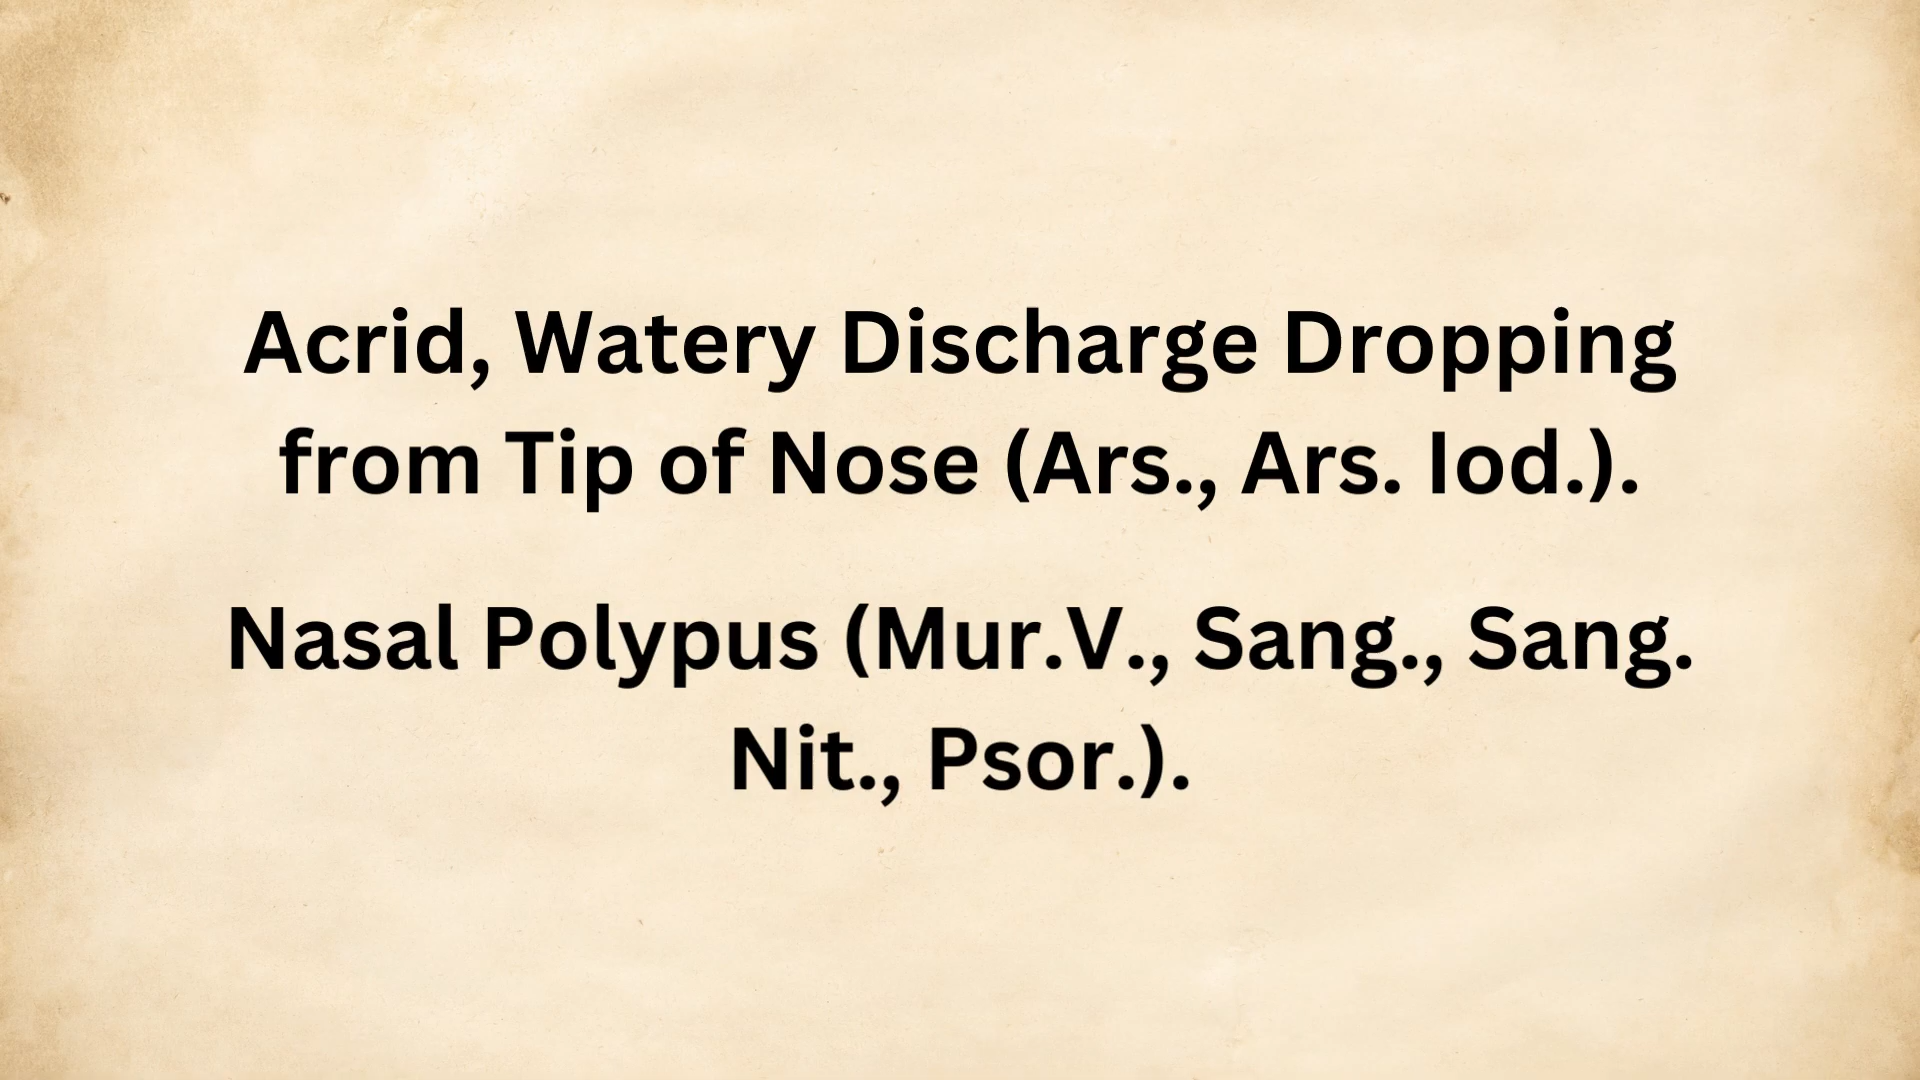 Acrid, Watery Discharge Dropping
from Tip of Nose (Ars., Ars. Iod.).
Nasal Polypus (Mur.V., Sang., Sang.
Nit., Psor.).